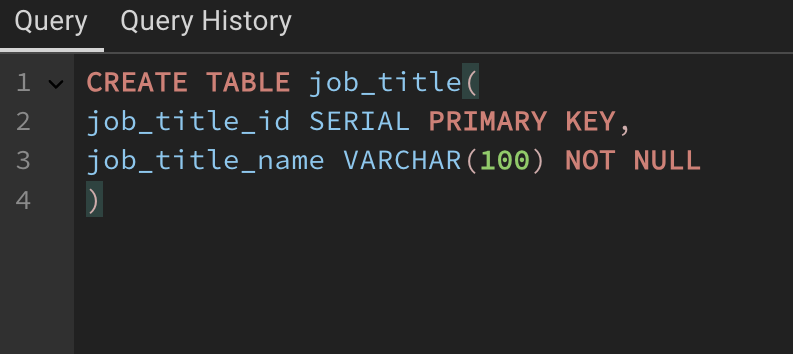 Query Query History
1 CREATE TABLE job_title(
2 job_title_id SERIAL PRIMARY KEY,
3 job_title_name VARCHAR(100) NOT NULL
4 )